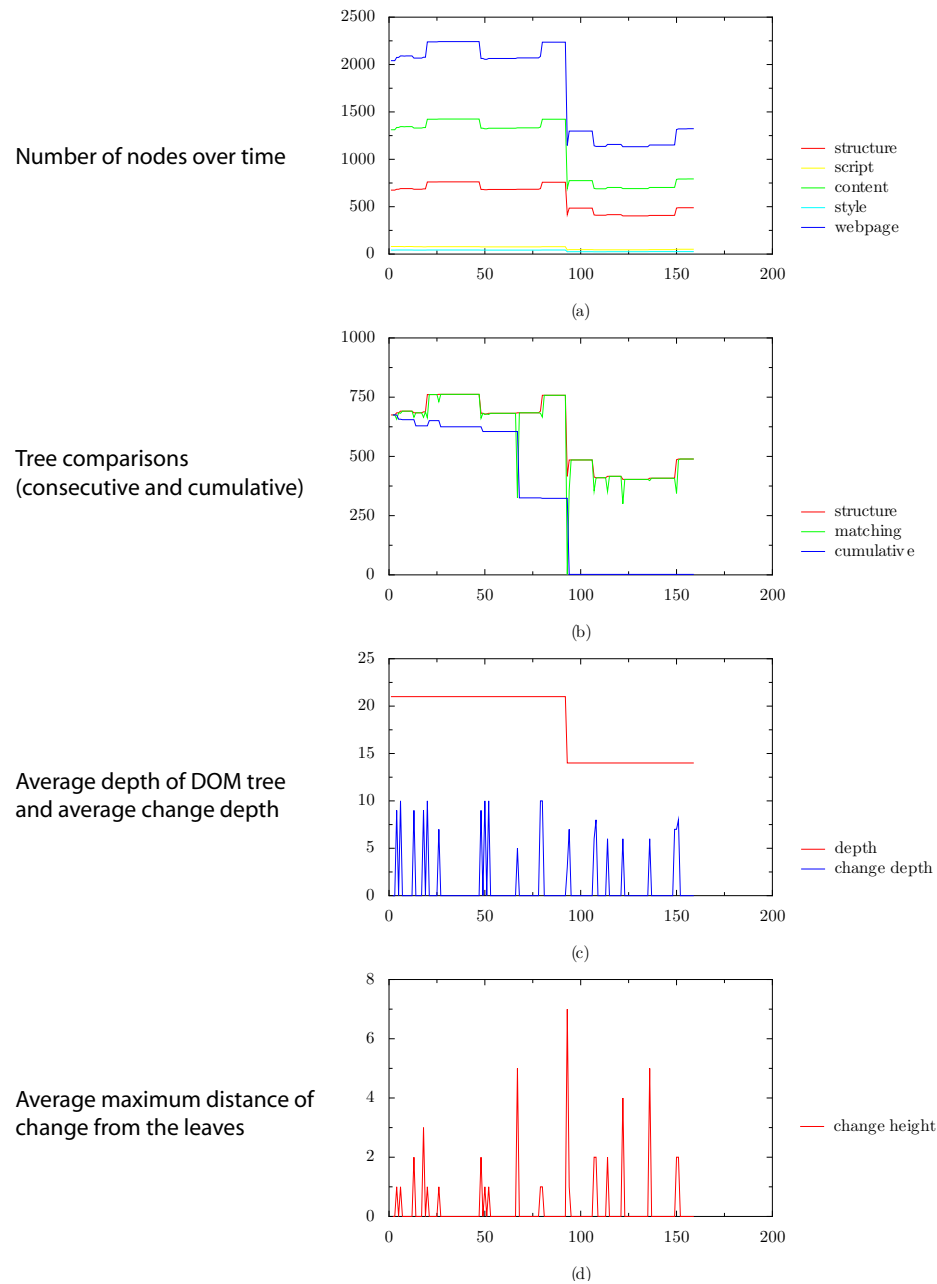 Number of nodes over time
2500
2000
1500
1000
500
0
0 50 100 150 200
structure
script
content
style
webpage
(a)
Tree comparisons
(consecutive and cumulative)
1000
750
500
250
0
0 50 100 150 200
structure
matching
cumulative
(b)
Average depth of DOM tree
and average change depth
25
20
15
10
5
0
0 50 100 150 200
depth
change depth
(c)
Average maximum distance of
change from the leaves
8
6
4
2
0
0 50 100 150 200
change height
(d)